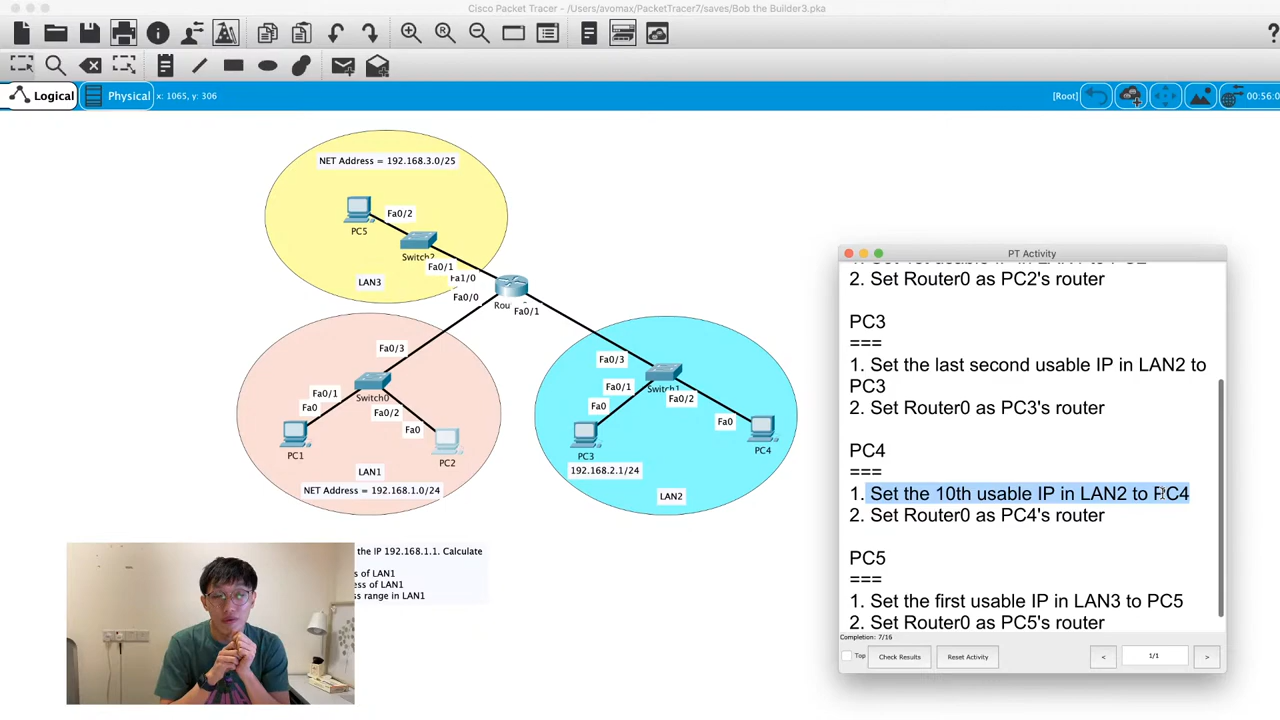 Cisco Packet Tracer - /Users/avomax/PacketTracer7/saves/Bob the Builder3.pka
Logical
Physical
x: 1065, y: 306
[Root]
00:56:0
NET Address = 192.168.3.0/25
PC5
Fa0/2
Fa0/1
LAN3
Fa1/0
Fa0/0
Rou
Fa0/1
Fa0/3
Switch0
Fa0/1
Fa0
Fa0/2
Fa0
PC1
PC2
LAN1
NET Address = 192.168.1.0/24
Fa0/3
Fa0/1
Fa0/2
Fa0
Fa0
PC3
PC4
192.168.2.1/24
LAN2
the IP 192.168.1.1. Calculate
s of LAN1
ess of LAN1
ss range in LAN1
PT Activity
2. Set Router0 as PC2's router
PC3
===
1. Set the last second usable IP in LAN2 to
PC3
2. Set Router0 as PC3's router
PC4
===
1. Set the 10th usable IP in LAN2 to PC4
2. Set Router0 as PC4's router
PC5
===
1. Set the first usable IP in LAN3 to PC5
2. Set Router0 as PC5's router
Completion: 7/16
Top
Check Results
Reset Activity
<
1/1
>